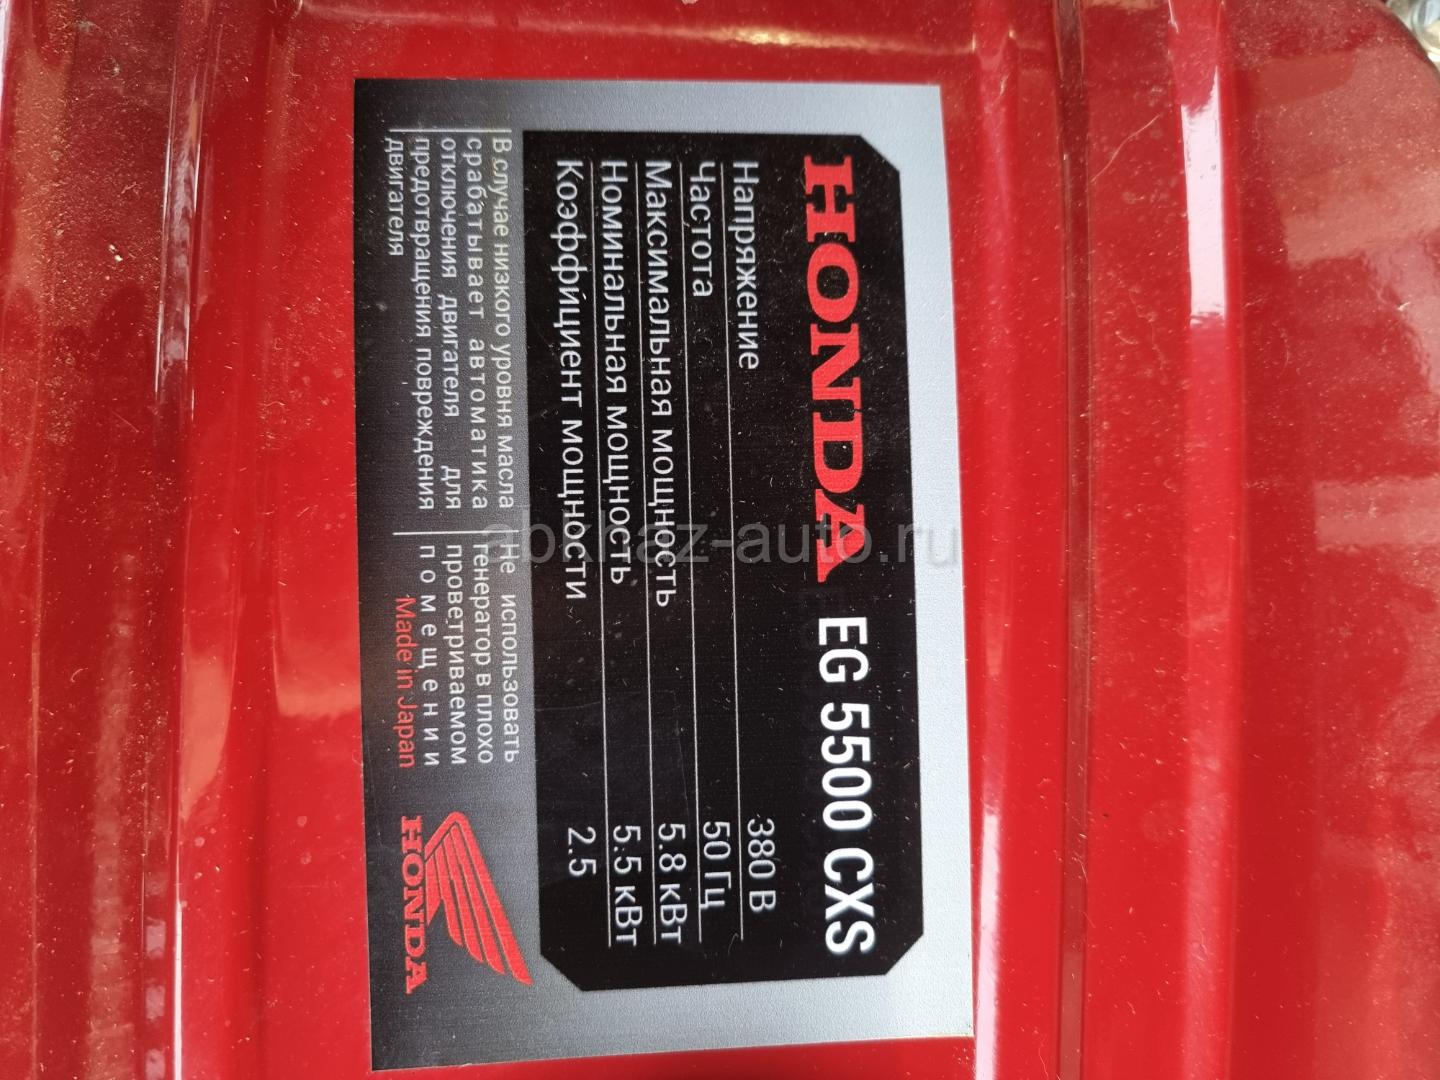 HONDA EG 5500 CXS
Напряжение 380 В
Частота 50 Гц
Максимальная мощность 5.8 кВт
Номинальная мощность 5.5 кВт
Коэффициент мощности 2.5
В случае низкого уровня масла
срабатывает автоматика
отключения двигателя для
предотвращения повреждения
двигателя
Не использовать
генератор в плохо
проветриваемом
помещении
Made in Japan
HONDA
abkhaz-auto.ru